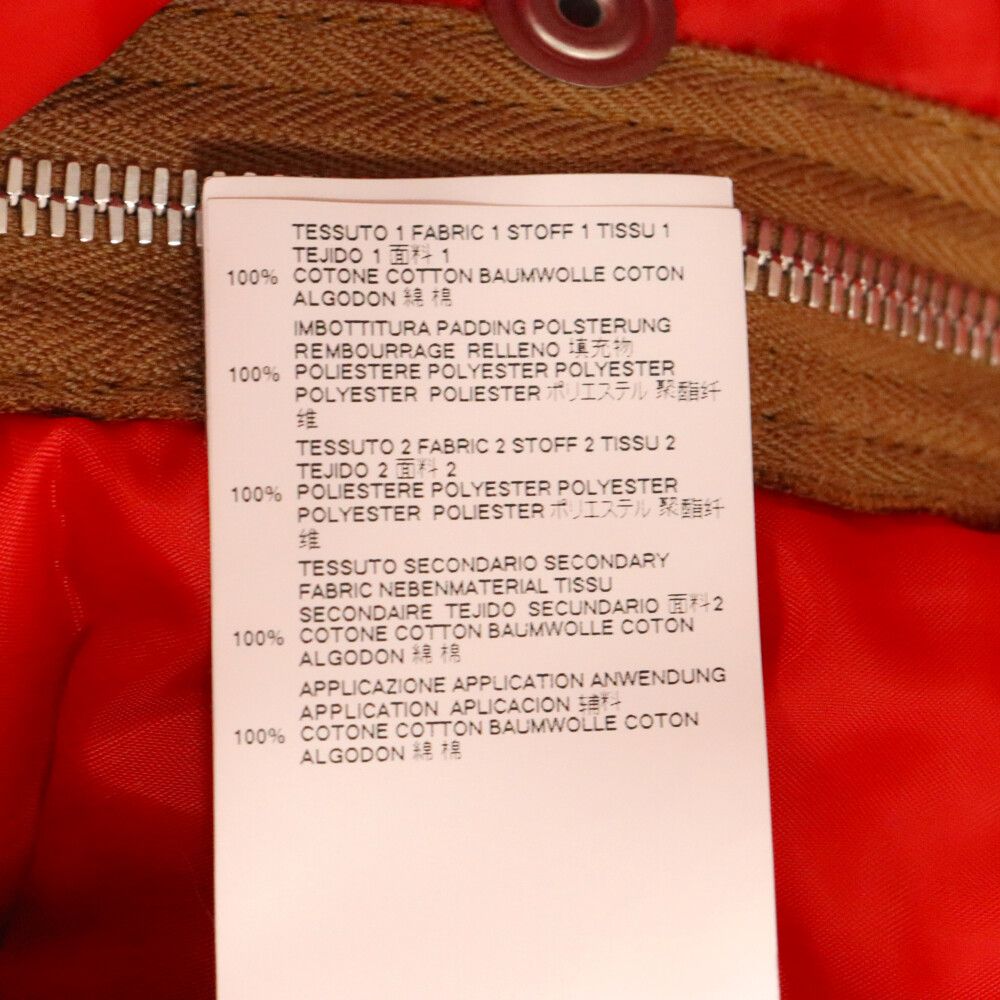 TESSUTO 1 FABRIC 1 STOFF 1 TISSU 1
TEJIDO 1 面料 1
100% COTONE COTTON BAUMWOLLE COTON
ALGODON 綿 棉
IMBOTTITURA PADDING POLSTERUNG
REMBOURRAGE RELLENO 填充物
100% POLIESTERE POLYESTER POLYESTER
POLYESTER POLIESTER ポリエステル 聚酯纤
维
TESSUTO 2 FABRIC 2 STOFF 2 TISSU 2
TEJIDO 2 面料 2
100% POLIESTERE POLYESTER POLYESTER
POLYESTER POLIESTER ポリエステル 聚酯纤
维
TESSUTO SECONDARIO SECONDARY
FABRIC NEBENMATERIAL TISSU
SECONDAIRE TEJIDO SECUNDARIO 面料2
100% COTONE COTTON BAUMWOLLE COTON
ALGODON 綿 棉
APPLICAZIONE APPLICATION ANWENDUNG
APPLICATION APLICACION 辅料
100% COTONE COTTON BAUMWOLLE COTON
ALGODON 綿 棉